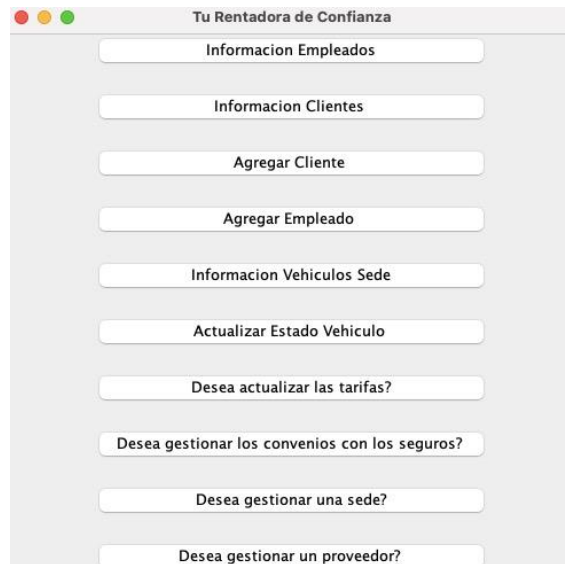 Tu Rentadora de Confianza
Informacion Empleados
Informacion Clientes
Agregar Cliente
Agregar Empleado
Informacion Vehiculos Sede
Actualizar Estado Vehiculo
Desea actualizar las tarifas?
Desea gestionar los convenios con los seguros?
Desea gestionar una sede?
Desea gestionar un proveedor?